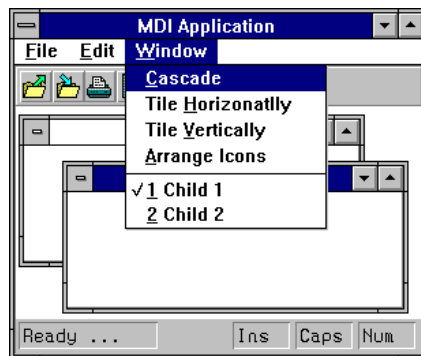 MDI Application
File Edit Window
Cascade
Tile Horizonatlly
Tile Vertically
Arrange Icons
✓1 Child 1
2 Child 2
Ready ... Ins Caps Num